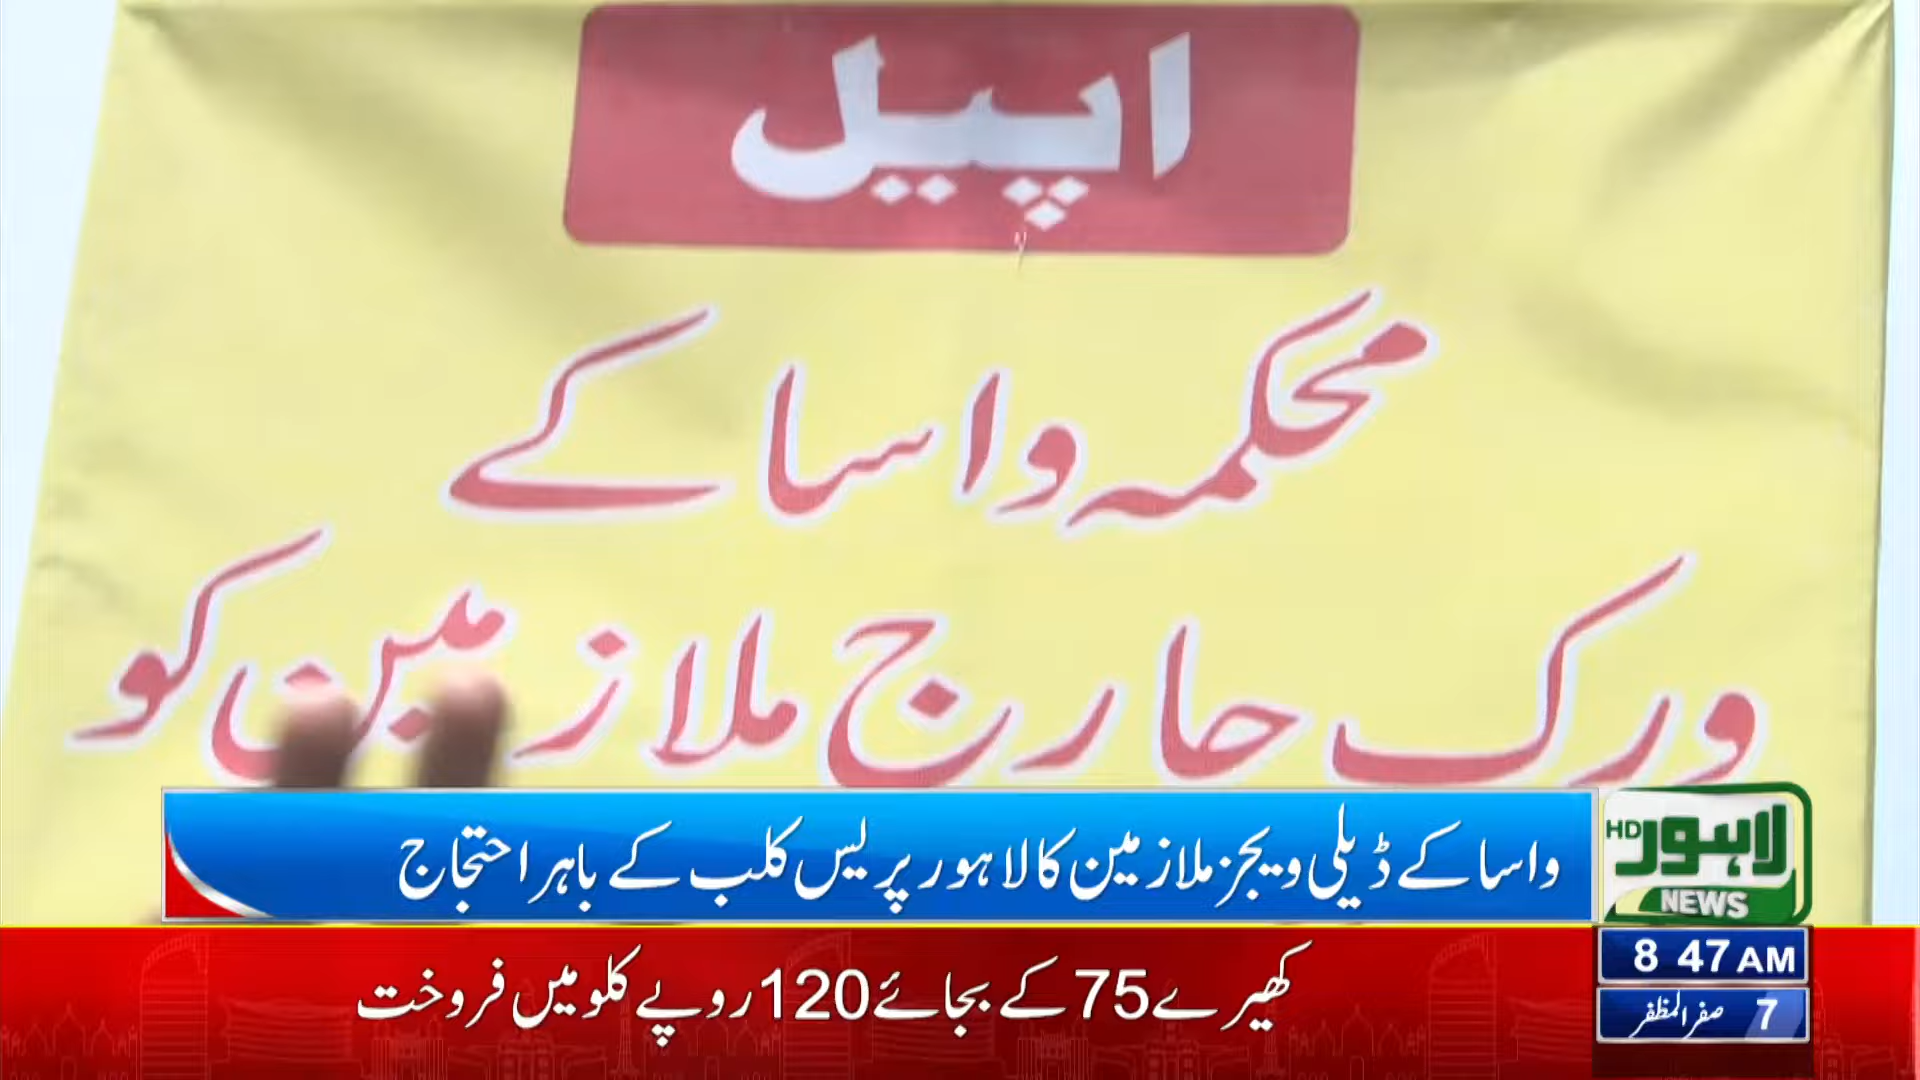 اپیل
محکمہ واسا کے
ورک چارج ملازمین کو
واسا کے ڈیلی ویجز ملازمین کا لاہور پریس کلب کے باہر احتجاج
لاہور
HD
NEWS
کھیرے 75 کے بجائے 120 روپے کلو میں فروخت
8 47 AM
7 صفر المظفر